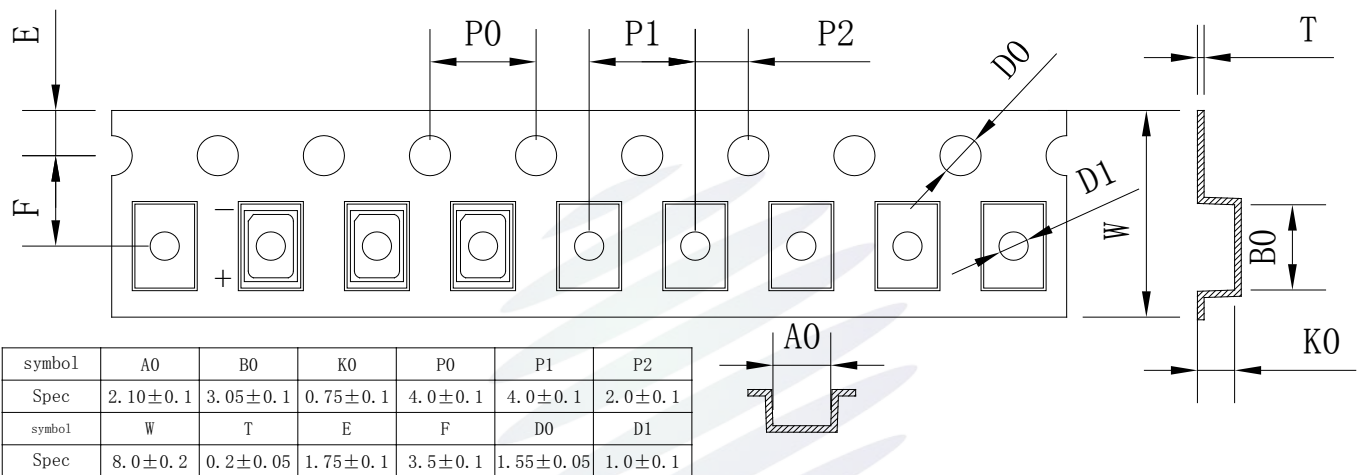 E
P0
P1
P2
D0
T
F
−
+
D1
W
B0
K0
A0
symbol A0 B0 K0 P0 P1 P2
Spec 2.10±0.1 3.05±0.1 0.75±0.1 4.0±0.1 4.0±0.1 2.0±0.1
symbol W T E F D0 D1
Spec 8.0±0.2 0.2±0.05 1.75±0.1 3.5±0.1 1.55±0.05 1.0±0.1